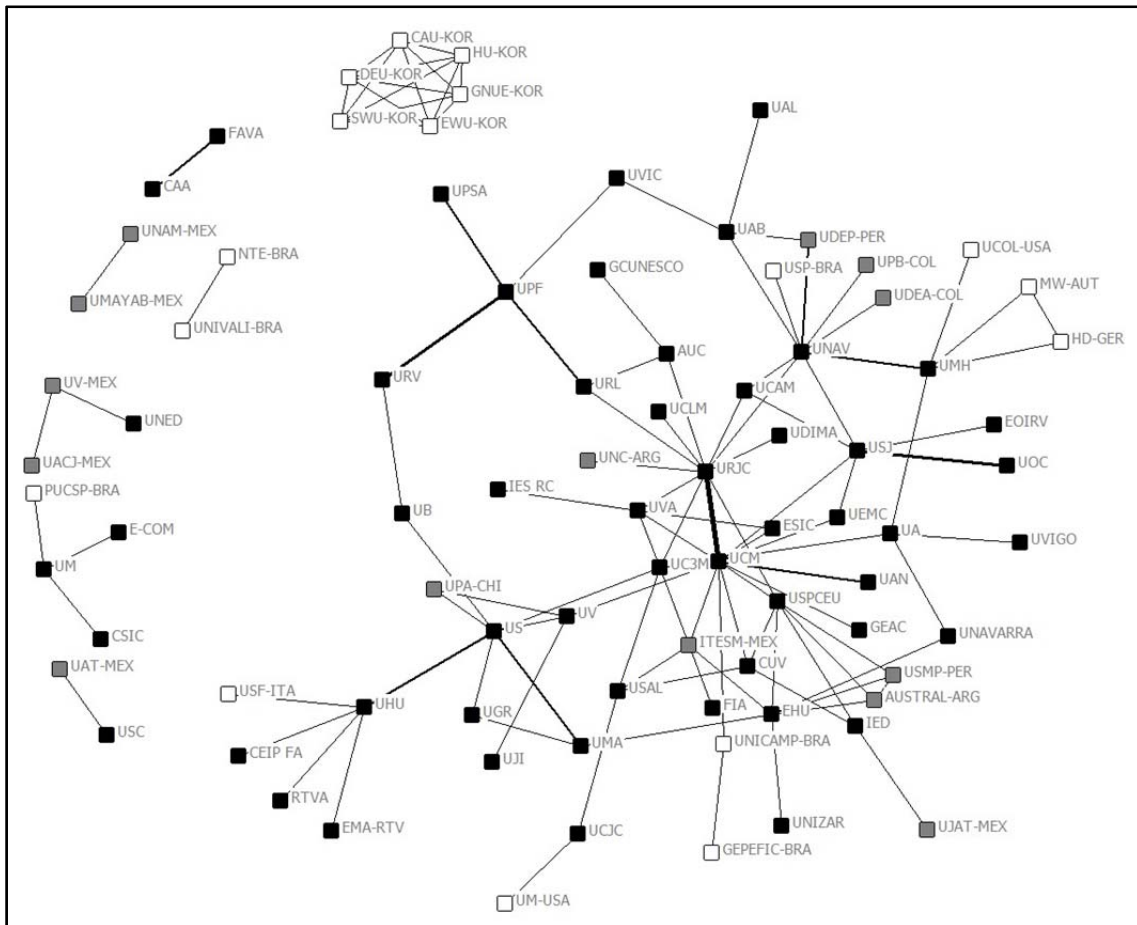 CAU-KOR
HU-KOR
DEU-KOR
GNUE-KOR
SWU-KOR
EWU-KOR
UAL
FAVA
CAA
UVIC
UPSA
UAB
UNAM-MEX
UDEP-PER
UCOL-USA
NTE-BRA
GCUNESCO
USP-BRA
UPB-COL
MW-AUT
UMAYAB-MEX
UPF
UDEA-COL
UNIVALI-BRA
HD-GER
AUC
UNAV
UMH
URV
URL
UV-MEX
UCAM
UCLM
UNED
EOIRV
UDIMA
USJ
UNC-ARG
UACJ-MEX
UOC
URJC
IES RC
PUCSP-BRA
UVA
UB
UEMC
ESIC
E-COM
UA
UVIGO
UM
UC3M
UCM
UAN
UPA-CHI
USPCEU
UV
US
GEAC
CSIC
UNAVARRA
ITESM-MEX
UAT-MEX
CUV
USMP-PER
USF-ITA
USAL
AUSTRAL-ARG
UHU
FIA
UGR
EHU
IED
USC
UNICAMP-BRA
UMA
CEIP FA
UJI
RTVA
UNIZAR
EMA-RTV
UCJC
UJAT-MEX
GEPEFIC-BRA
UM-USA